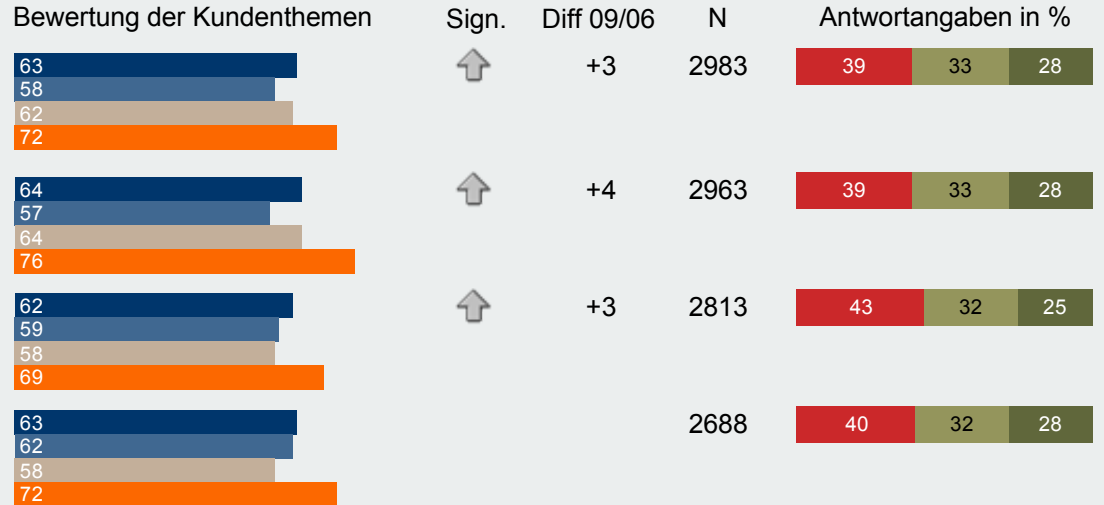 Bewertung der Kundenthemen Sign. Diff 09/06 N Antwortangaben in %
63 +3 2983 39 33 28
58
62
72
64 +4 2963 39 33 28
57
64
76
62 +3 2813 43 32 25
59
58
69
63 2688 40 32 28
62
58
72